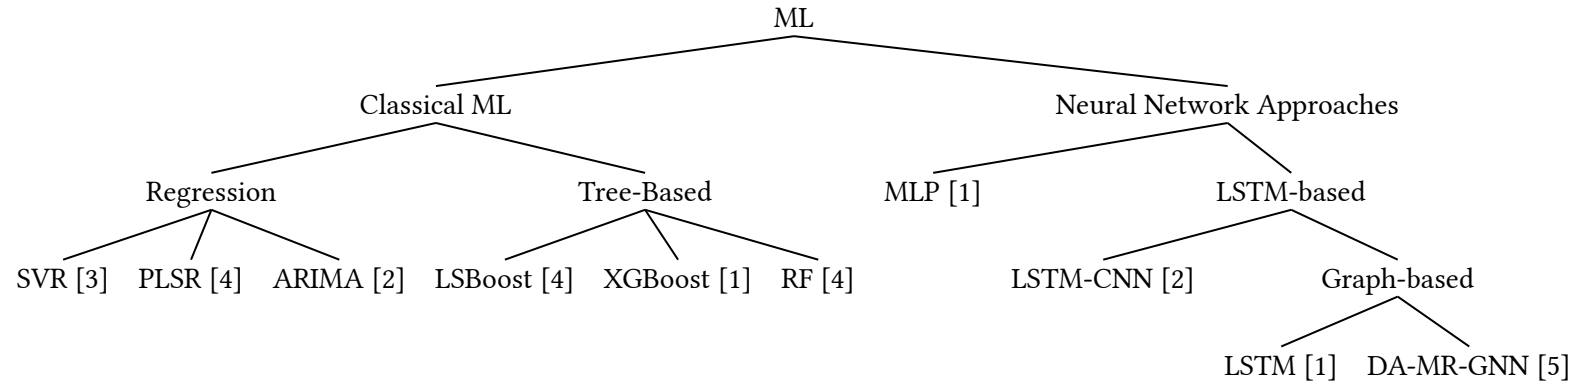 ML
Classical ML Neural Network Approaches
Regression Tree-Based MLP [1] LSTM-based
SVR [3] PLSR [4] ARIMA [2] LSBoost [4] XGBoost [1] RF [4] LSTM-CNN [2] Graph-based
LSTM [1] DA-MR-GNN [5]